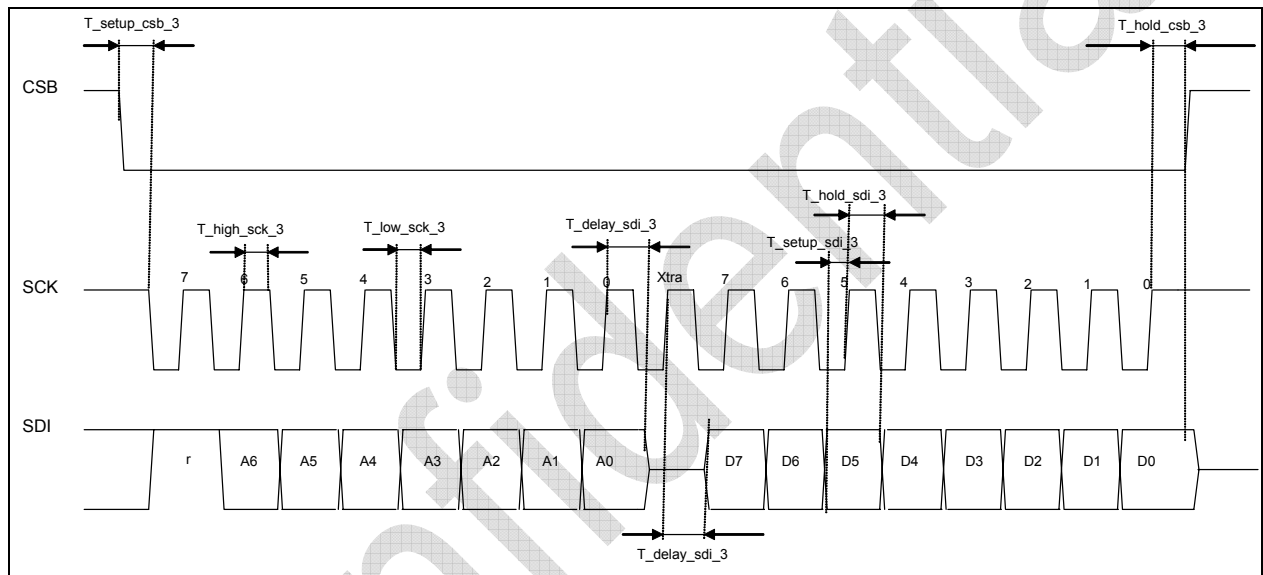 T_setup_csb_3
T_hold_csb_3
CSB
T_hold_sdi_3
T_high_sck_3
T_low_sck_3
T_delay_sdi_3
T_setup_sdi_3
SCK
7 6 5 4 3 2 1 0 Xtra 7 6 5 4 3 2 1 0
SDI
r A6 A5 A4 A3 A2 A1 A0 D7 D6 D5 D4 D3 D2 D1 D0
T_delay_sdi_3
nfidentia